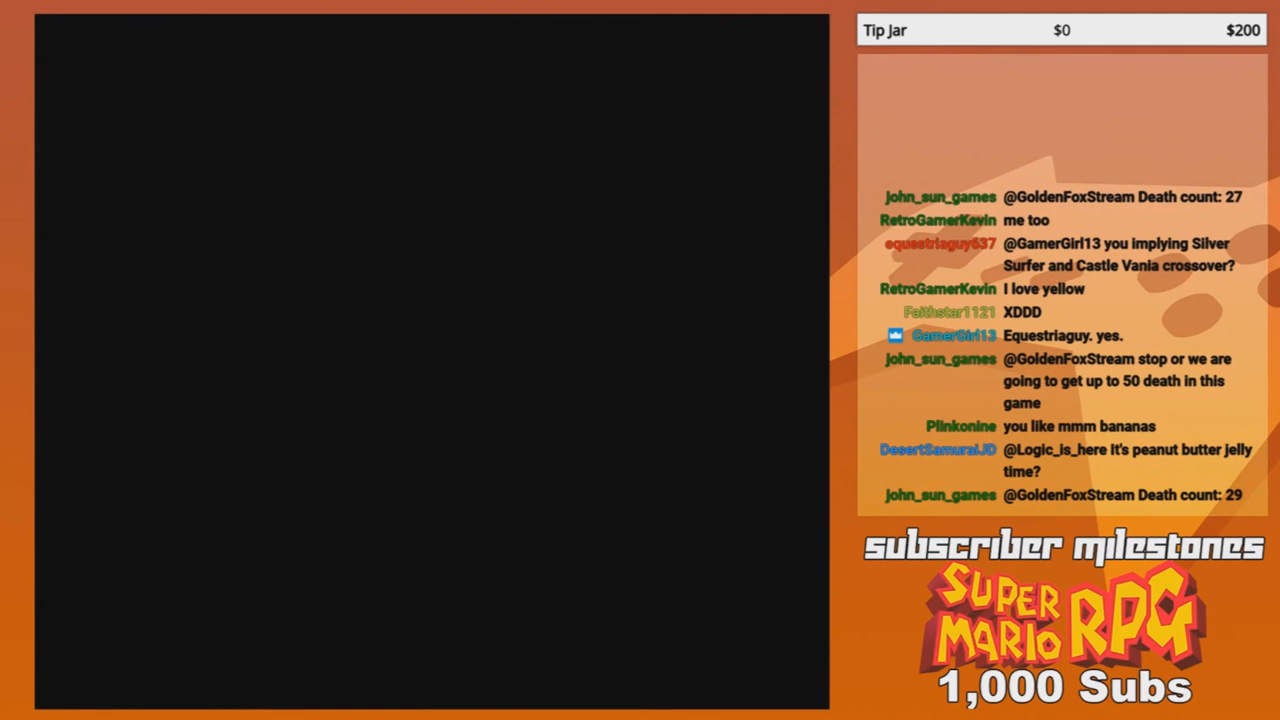 Tip Jar $0 $200
john_sun_games @GoldenFoxStream Death count: 27
RetroGamerKevin me too
equestriaguy637 @GamerGirl13 you implying Silver
Surfer and Castle Vania crossover?
RetroGamerKevin I love yellow
Faithstar1121 XDDD
GamerGirl13 Equestriaguy. yes.
john_sun_games @GoldenFoxStream stop or we are
going to get up to 50 death in this
game
Plinkonine you like mmm bananas
DesertSamuraiJD @Logic_is_here It's peanut butter jelly
time?
john_sun_games @GoldenFoxStream Death count: 29
subscriber milestones
SUPER
MARIO RPG
1,000 Subs